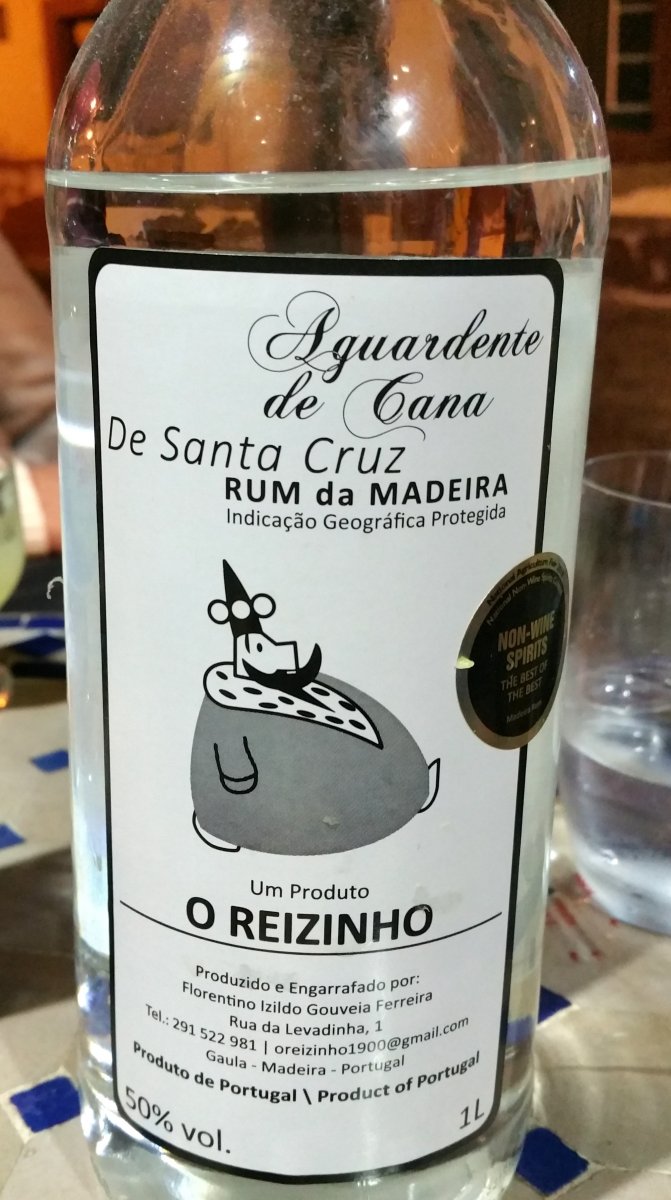 Aguardente
de Cana
De Santa Cruz
RUM da MADEIRA
Indicação Geográfica Protegida
NON-WINE
SPIRITS
THE BEST OF
THE BEST
Madeira Rum
Um Produto
O REIZINHO
Produzido e Engarrafado por:
Florentino Izildo Gouveia Ferreira
Rua da Levadinha, 1
Tel.: 291 522 981 | oreizinho1900@gmail.com
Gaula - Madeira - Portugal
Produto de Portugal \ Product of Portugal
50% vol.
1L